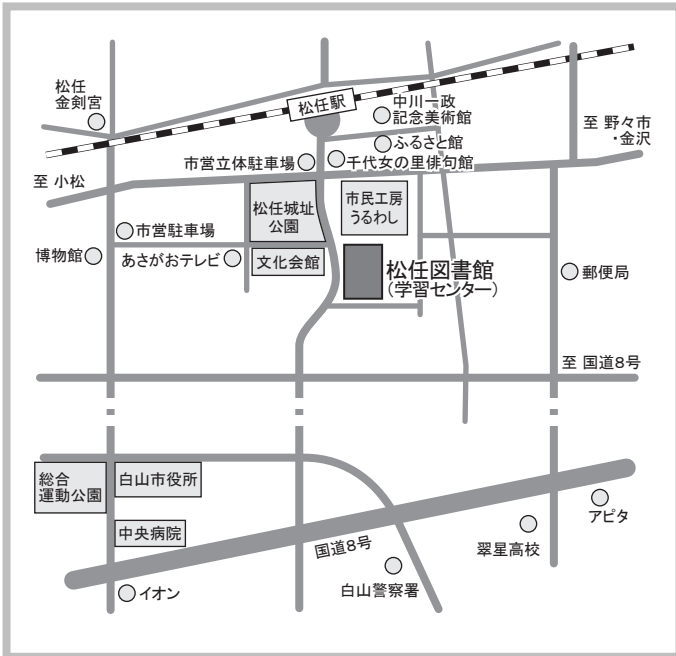 松任
金剣宮
松任駅
中川一政
記念美術館
ふるさと館
至 野々市
・金沢
市営立体駐車場
千代女の里俳句館
至 小松
松任城址
公園
市民工房
うるわし
市営駐車場
博物館
あさがおテレビ
文化会館
松任図書館
（学習センター）
郵便局
至 国道8号
総合
運動公園
白山市役所
中央病院
国道8号
アピタ
翠星高校
白山警察署
イオン